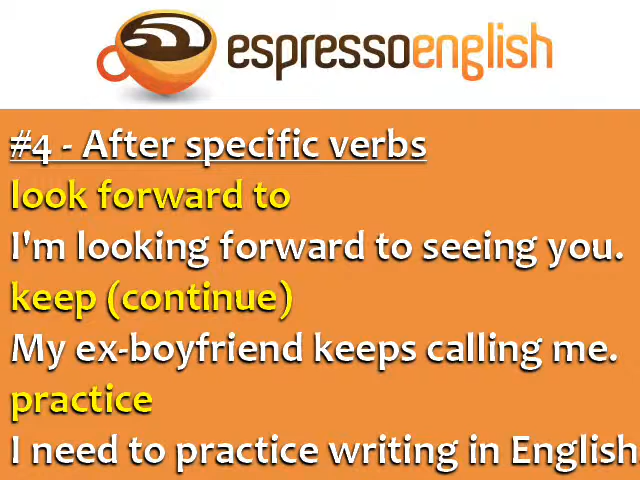 espressoenglish
#4 - After specific verbs
look forward to
I'm looking forward to seeing you.
keep (continue)
My ex-boyfriend keeps calling me.
practice
I need to practice writing in English